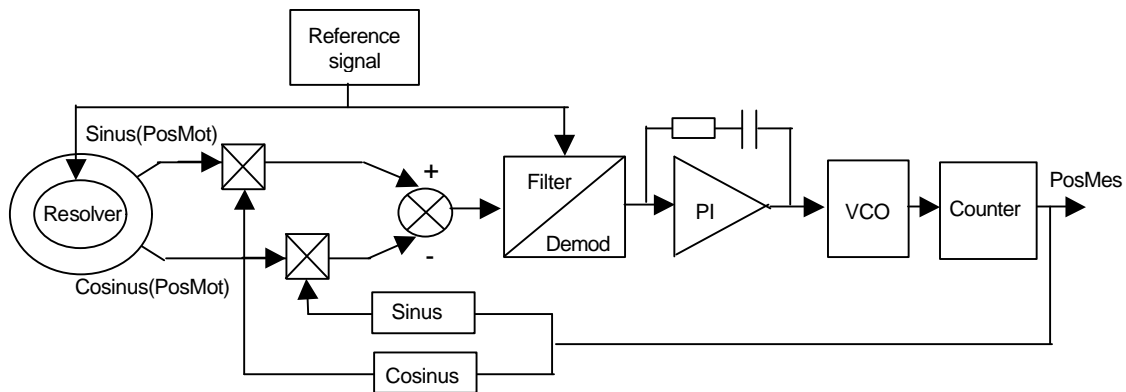 Reference
signal
Sinus(PosMot)
Resolver
Cosinus(PosMot)
+
-
Filter
Demod
PI
VCO
Counter
PosMes
Sinus
Cosinus